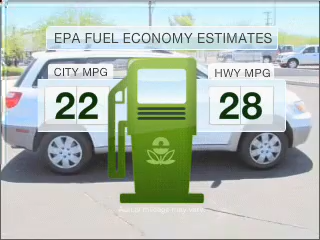 EPA FUEL ECONOMY ESTIMATES
CITY MPG
HWY MPG
22
28
Actual mileage may vary.